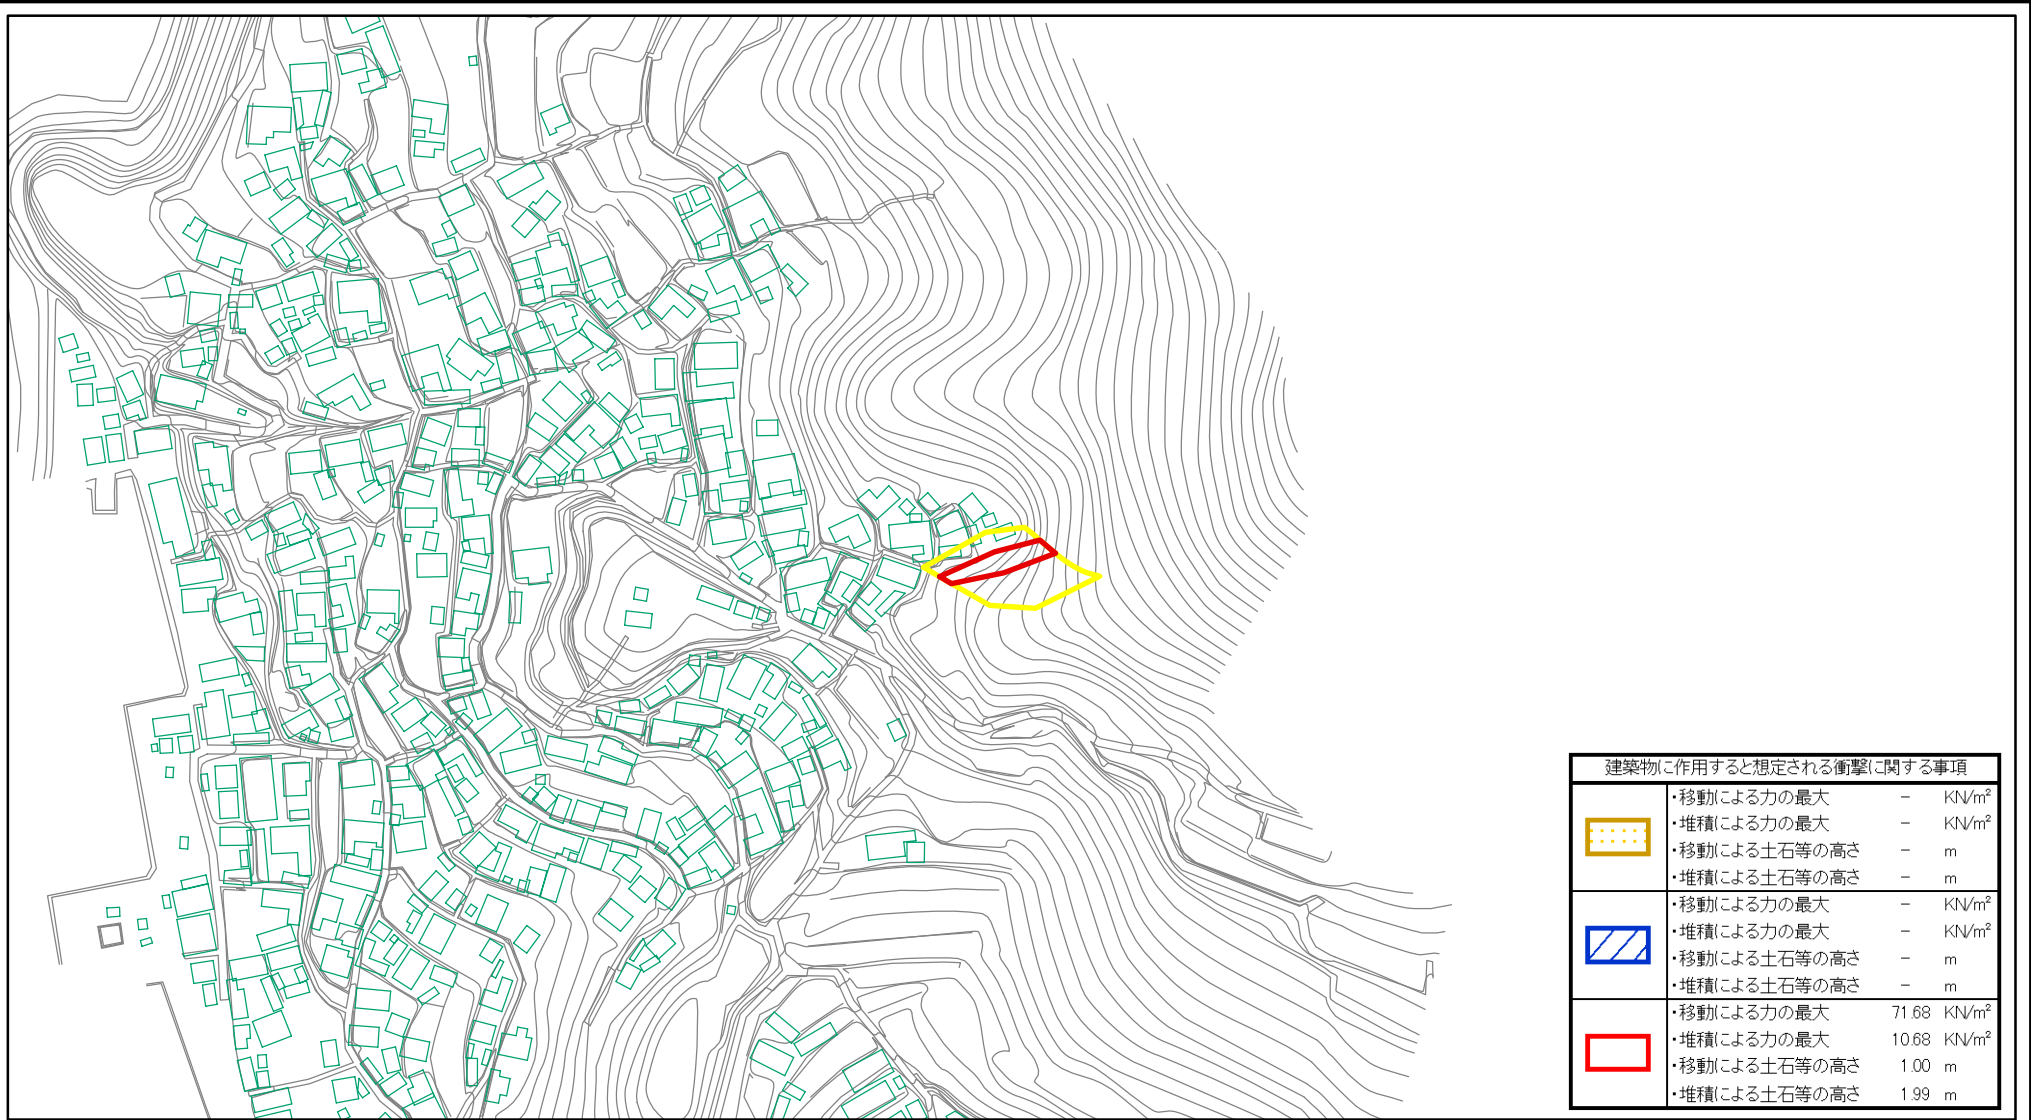 建築物に作用すると想定される衝撃に関する事項
・移動による力の最大 － KN/m²
・堆積による力の最大 － KN/m²
・移動による土石等の高さ － m
・堆積による土石等の高さ － m
・移動による力の最大 － KN/m²
・堆積による力の最大 － KN/m²
・移動による土石等の高さ － m
・堆積による土石等の高さ － m
・移動による力の最大 71.68 KN/m²
・堆積による力の最大 10.68 KN/m²
・移動による土石等の高さ 1.00 m
・堆積による土石等の高さ 1.99 m